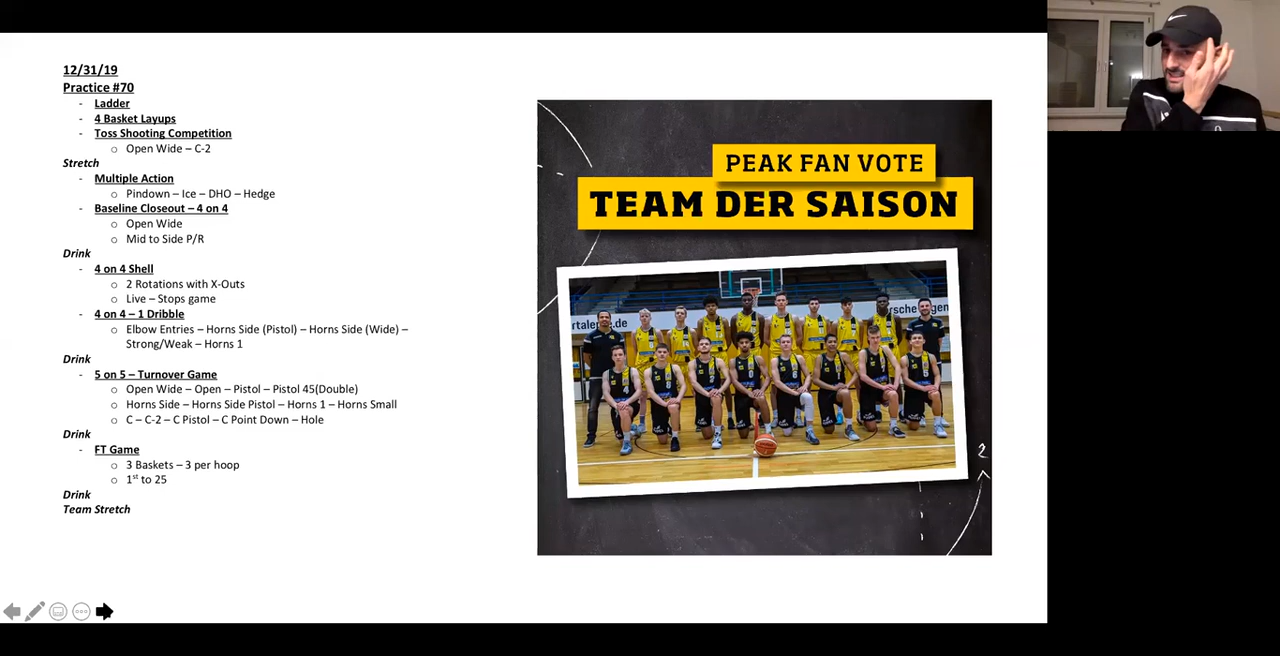 12/31/19
Practice #70
- Ladder
- 4 Basket Layups
- Toss Shooting Competition
o Open Wide – C-2
Stretch
- Multiple Action
o Pindown – Ice – DHO – Hedge
- Baseline Closeout – 4 on 4
o Open Wide
o Mid to Side P/R
Drink
- 4 on 4 Shell
o 2 Rotations with X-Outs
o Live – Stops game
- 4 on 4 – 1 Dribble
o Elbow Entries – Horns Side (Pistol) – Horns Side (Wide) –
Strong/Weak – Horns 1
Drink
- 5 on 5 – Turnover Game
o Open Wide – Open – Pistol – Pistol 45(Double)
o Horns Side – Horns Side Pistol – Horns 1 – Horns Small
o C – C-2 – C Pistol – C Point Down – Hole
Drink
- FT Game
o 3 Baskets – 3 per hoop
o 1st to 25
Drink
Team Stretch
PEAK FAN VOTE
TEAM DER SAISON